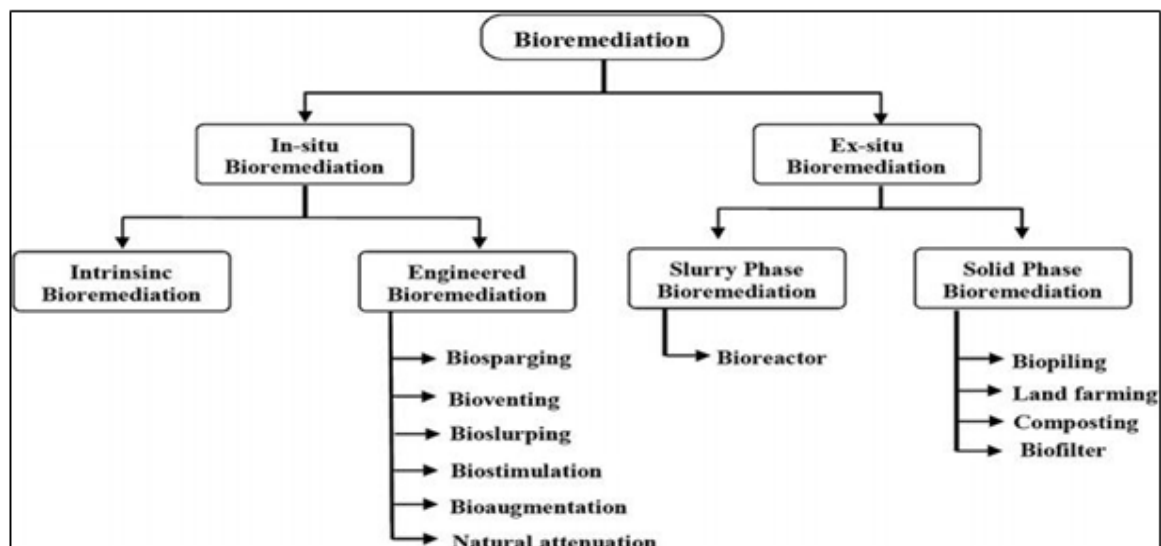 Bioremediation
In-situ
Bioremediation
Ex-situ
Bioremediation
Intrinsinc
Bioremediation
Engineered
Bioremediation
Slurry Phase
Bioremediation
Solid Phase
Bioremediation
Biosparging
Bioventing
Bioslurping
Biostimulation
Bioaugmentation
Natural attenuation
Bioreactor
Biopiling
Land farming
Composting
Biofilter